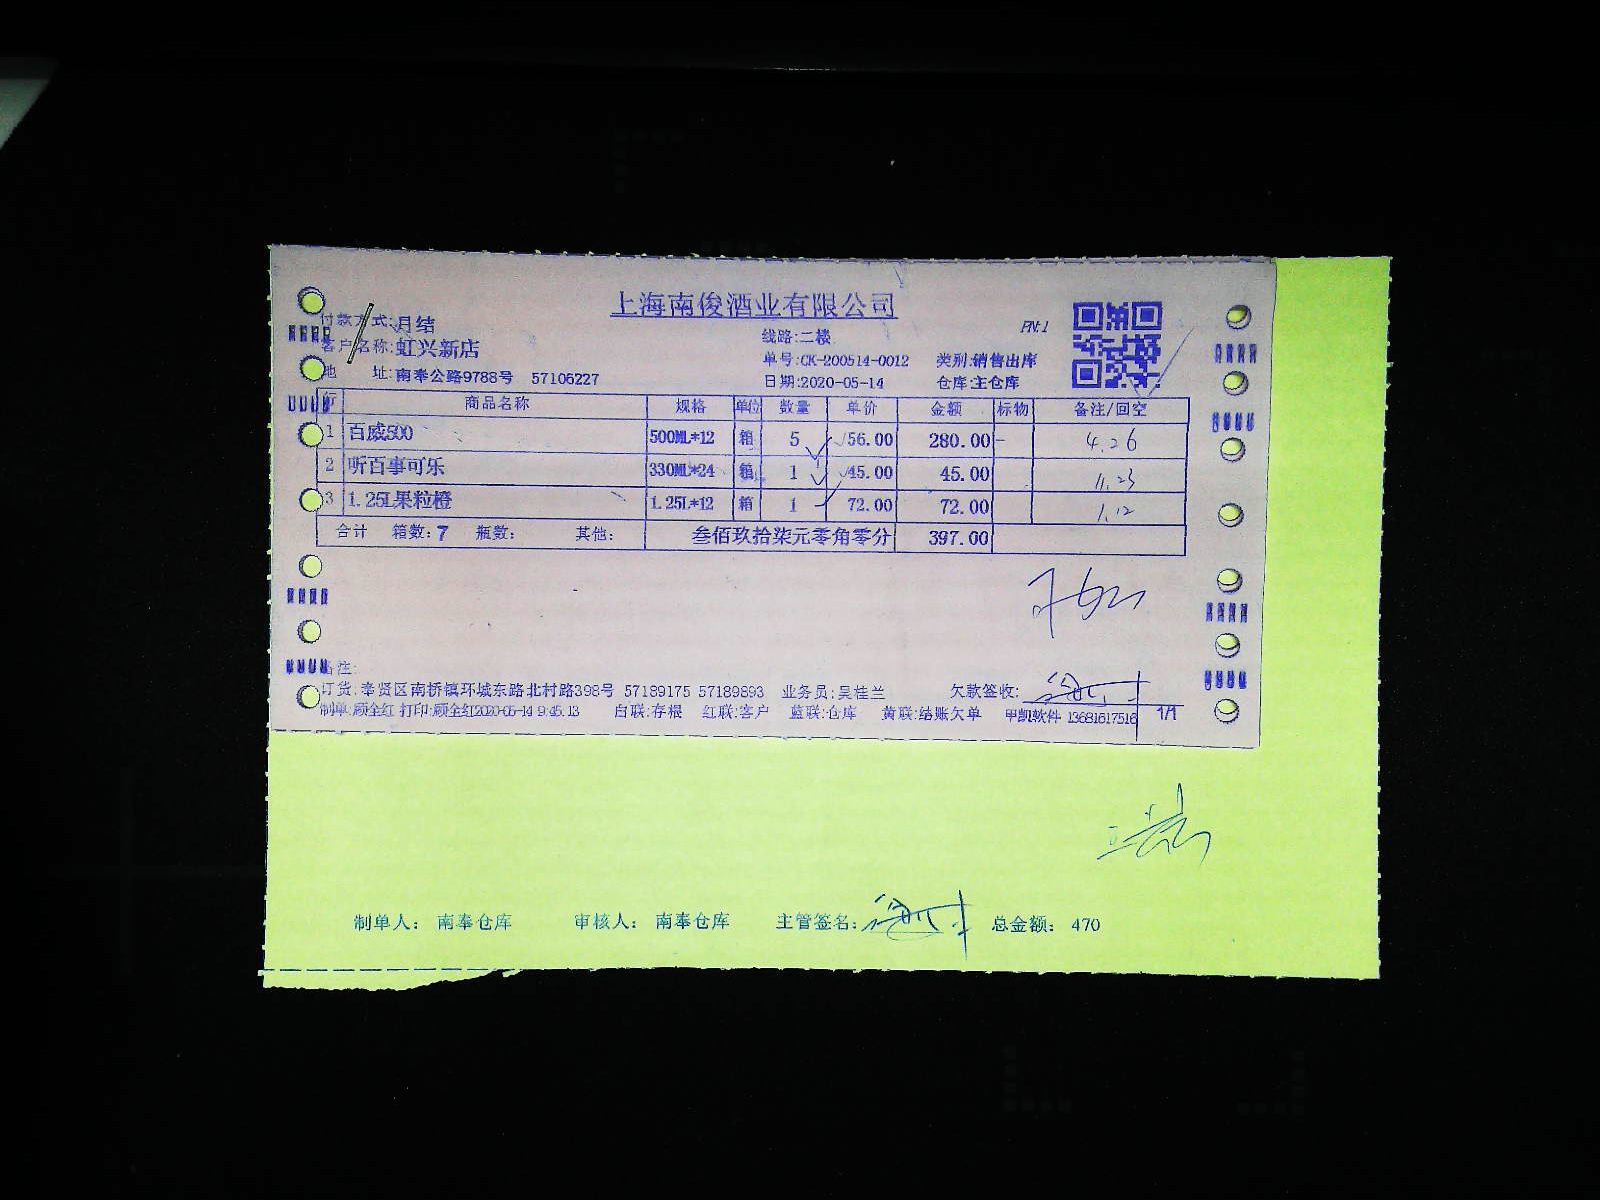 上海南俊酒业有限公司
付款方式:月结
线路:二楼
PN:1
客户名称:虹兴新店
单号:CK-200514-0012 类别:销售出库
地 址:南奉公路9788号 57106227
日期:2020-05-14 仓库:主仓库
行 商品名称 规格 单位 数量 单价 金额 标物 备注/回空
1 百威500 500ML*12 箱 5 56.00 280.00 4.26
2 听百事可乐 330ML*24 箱 1 45.00 45.00 11.23
3 1.25L果粒橙 1.25L*12 箱 1 72.00 72.00 1.12
合计 箱数:7 瓶数: 其他: 叁佰玖拾柒元零角零分 397.00
备注:
订货:奉贤区南桥镇环城东路北村路398号 57189175 57189893 业务员:吴桂兰 欠款签收:
制单:顾全红 打印:顾全红2020-05-14 9:45.13 白联:存根 红联:客户 蓝联:仓库 黄联:结账欠单 甲凯软件 13681617516 1/1
制单人: 南奉仓库 审核人: 南奉仓库 主管签名: 总金额: 470